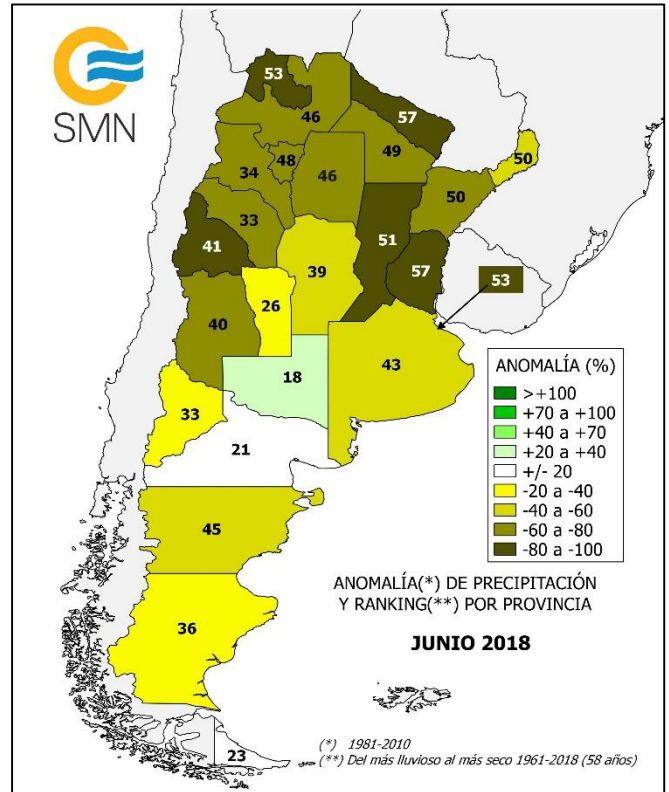 SMN
53
46
57
48
49
50
34
46
50
33
41
51
57
53
39
26
40
18
43
33
21
45
36
23
ANOMALÍA (%)
>+100
+70 a +100
+40 a +70
+20 a +40
+/- 20
-20 a -40
-40 a -60
-60 a -80
-80 a -100
ANOMALÍA(*) DE PRECIPITACIÓN
Y RANKING(**) POR PROVINCIA
JUNIO 2018
(*) 1981-2010
(**) Del más lluvioso al más seco 1961-2018 (58 años)